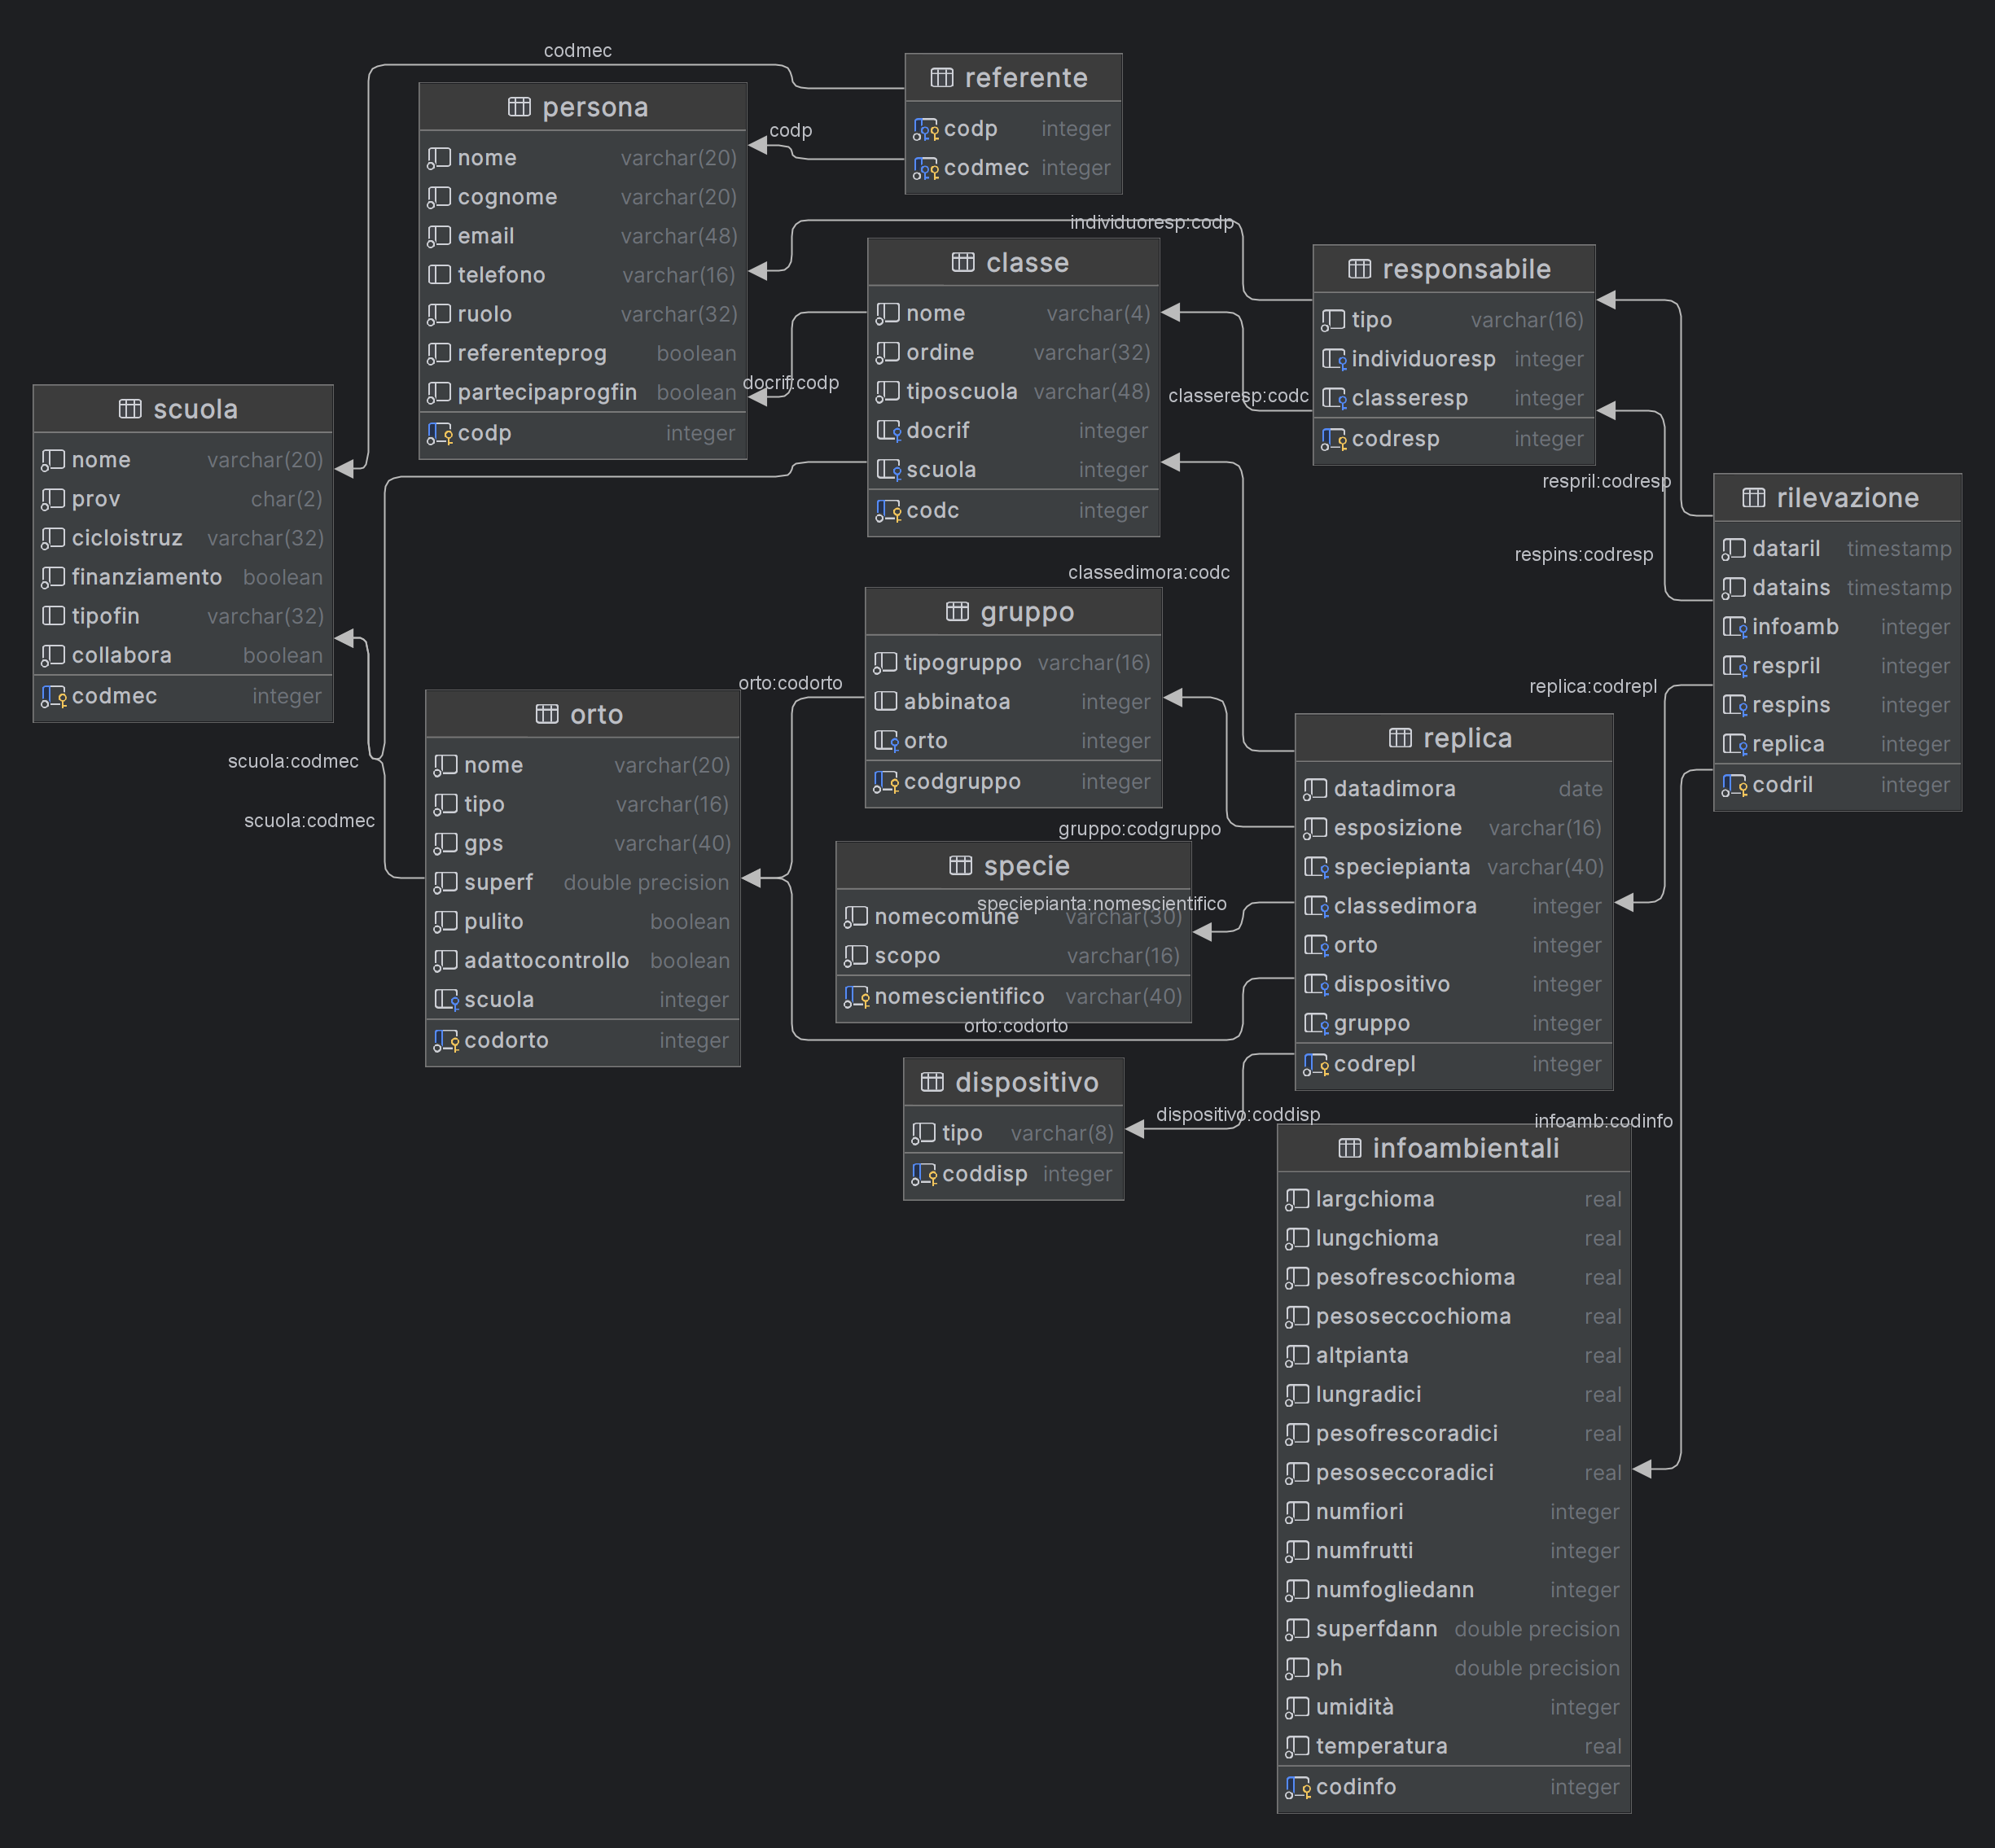 codmec
referente
codp integer
codmec integer
codp
persona
nome varchar(20)
cognome varchar(20)
email varchar(48)
telefono varchar(16)
ruolo varchar(32)
referenteprog boolean
partecipaprogfin boolean
codp integer
individuoresp:codp
classe
nome varchar(4)
ordine varchar(32)
tiposcuola varchar(48)
docrif integer
scuola integer
codc integer
docrif:codp
responsabile
tipo varchar(16)
individuoresp integer
classeresp integer
codresp integer
classeresp:codc
scuola
nome varchar(20)
prov char(2)
cicloistruz varchar(32)
finanziamento boolean
tipofin varchar(32)
collabora boolean
codmec integer
respril:codresp
rilevazione
dataril timestamp
datains timestamp
infoamb integer
respril integer
respins integer
replica integer
codril integer
respins:codresp
classedimora:codc
gruppo
tipogruppo varchar(16)
abbinatoa integer
orto integer
codgruppo integer
orto:codorto
replica:codrepl
orto
nome varchar(20)
tipo varchar(16)
gps varchar(40)
superf double precision
pulito boolean
adattocontrollo boolean
scuola integer
codorto integer
scuola:codmec
scuola:codmec
replica
datadimora date
esposizione varchar(16)
speciepianta varchar(40)
classedimora integer
orto integer
dispositivo integer
gruppo integer
codrepl integer
gruppo:codgruppo
specie
speciepianta:nomescientifico
nomecomune varchar(30)
scopo varchar(16)
nomescientifico varchar(40)
orto:codorto
dispositivo
tipo varchar(8)
coddisp integer
dispositivo:coddisp
infoamb:codinfo
infoambientali
largchioma real
lungchioma real
pesofrescochioma real
pesoseccochioma real
altpianta real
lungradici real
pesofrescoradici real
pesoseccoradici real
numfiori integer
numfrutti integer
numfogliedann integer
superfdann double precision
ph double precision
umidità integer
temperatura real
codinfo integer